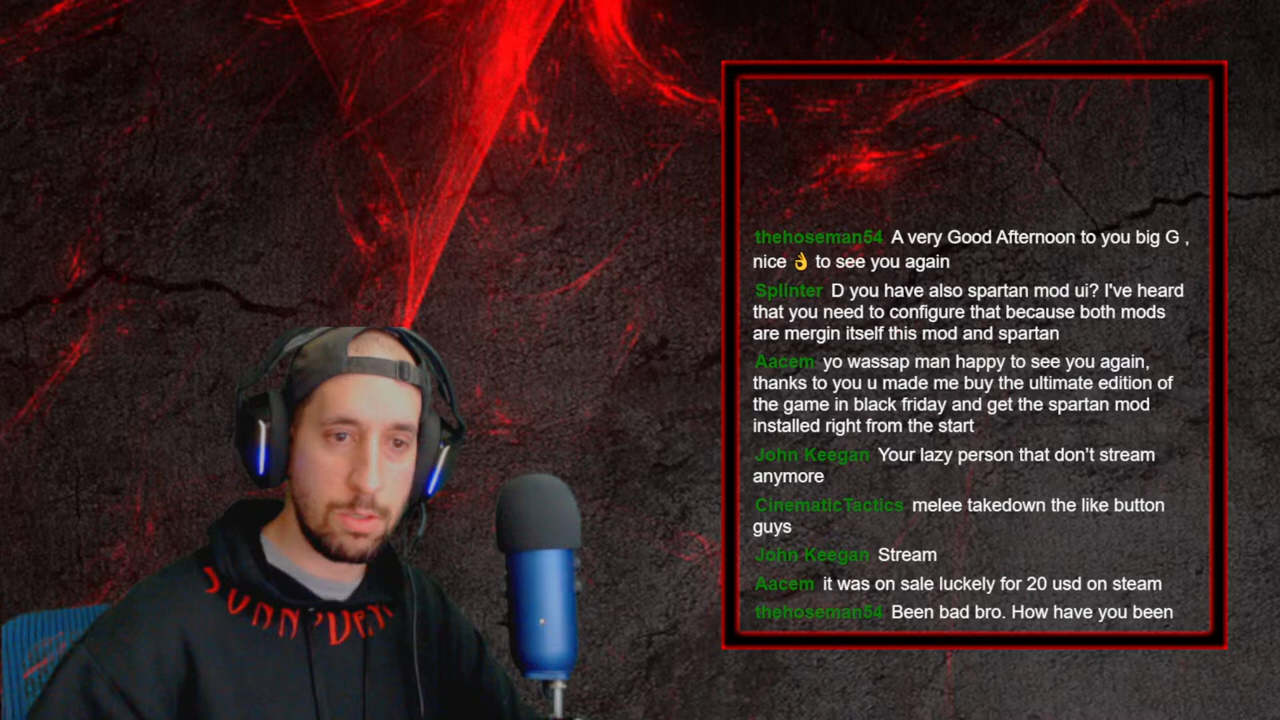 thehoseman54 A very Good Afternoon to you big G ,
nice 👌 to see you again
Splinter D you have also spartan mod ui? I've heard
that you need to configure that because both mods
are mergin itself this mod and spartan
Aacem yo wassap man happy to see you again,
thanks to you u made me buy the ultimate edition of
the game in black friday and get the spartan mod
installed right from the start
John Keegan Your lazy person that don't stream
anymore
CinematicTactics melee takedown the like button
guys
John Keegan Stream
Aacem it was on sale luckely for 20 usd on steam
thehoseman54 Been bad bro. How have you been